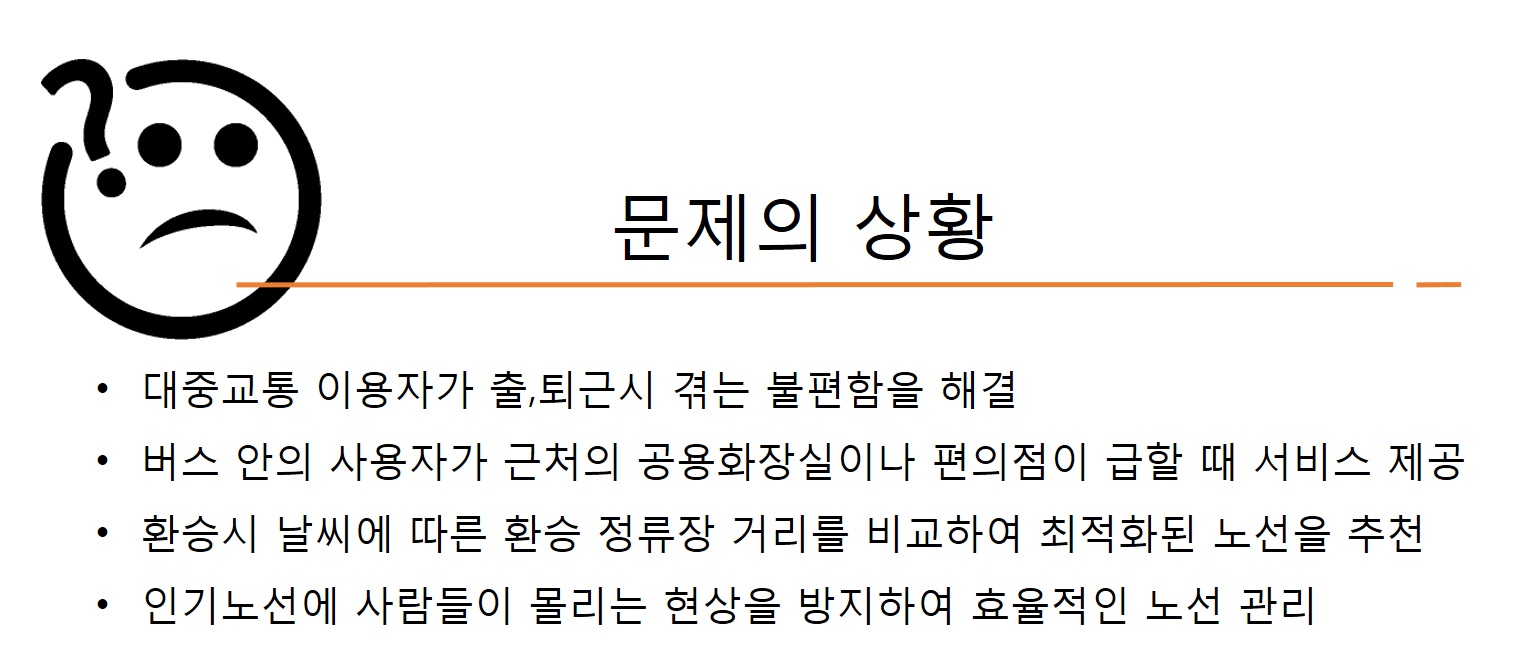 문제의 상황
• 대중교통 이용자가 출,퇴근시 겪는 불편함을 해결
• 버스 안의 사용자가 근처의 공용화장실이나 편의점이 급할 때 서비스 제공
• 환승시 날씨에 따른 환승 정류장 거리를 비교하여 최적화된 노선을 추천
• 인기노선에 사람들이 몰리는 현상을 방지하여 효율적인 노선 관리